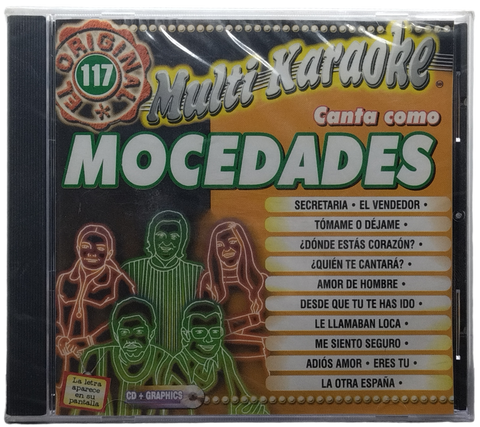 EL ORIGINAL
117
Multi Karaoke
Canta como
MOCEDADES
SECRETARIA • EL VENDEDOR •
TÓMAME O DÉJAME •
¿DÓNDE ESTÁS CORAZÓN? •
¿QUIÉN TE CANTARÁ? •
AMOR DE HOMBRE •
DESDE QUE TU TE HAS IDO •
LE LLAMABAN LOCA •
ME SIENTO SEGURO •
ADIÓS AMOR • ERES TU •
LA OTRA ESPAÑA •
La letra
aparece
en su
pantalla
CD + GRAPHICS